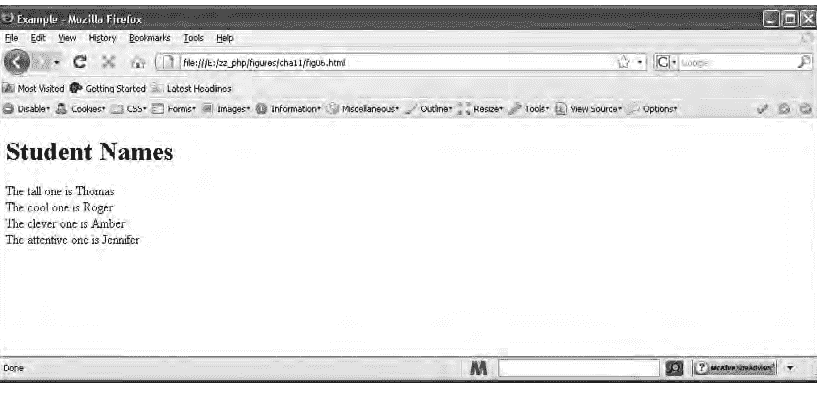 Example - Mozilla Firefox
File Edit View History Bookmarks Tools Help
file:///E:/zz_php/figures/cha11/fig06.html
Google
Most Visited Getting Started Latest Headlines
Disable Cookies CSS Forms Images Information Miscellaneous Outline Resize Tools View Source Options
Student Names
The tall one is Thomas
The cool one is Roger
The clever one is Amber
The attentive one is Jennifer
Done
M
McAfee SiteAdvisor